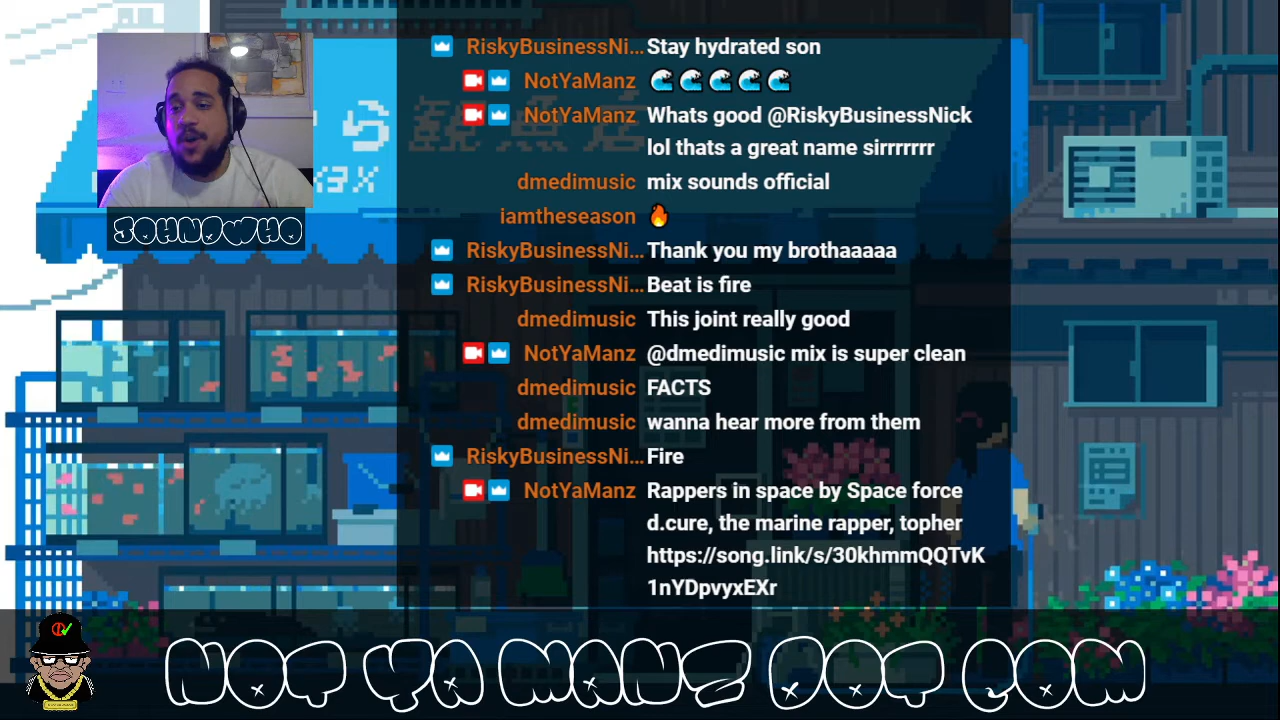 RiskyBusinessNi... Stay hydrated son
NotYaManz 🌊🌊🌊🌊🌊
NotYaManz Whats good @RiskyBusinessNick
lol thats a great name sirrrrrrr
dmedimusic mix sounds official
iamtheseason 🔥
RiskyBusinessNi... Thank you my brothaaaaa
RiskyBusinessNi... Beat is fire
dmedimusic This joint really good
NotYaManz @dmedimusic mix is super clean
dmedimusic FACTS
dmedimusic wanna hear more from them
RiskyBusinessNi... Fire
NotYaManz Rappers in space by Space force
d.cure, the marine rapper, topher
https://song.link/s/30khmmQQTvK
1nYDpvyxEXr
JOHNDWHO
NOT YA MANZ DOT COM